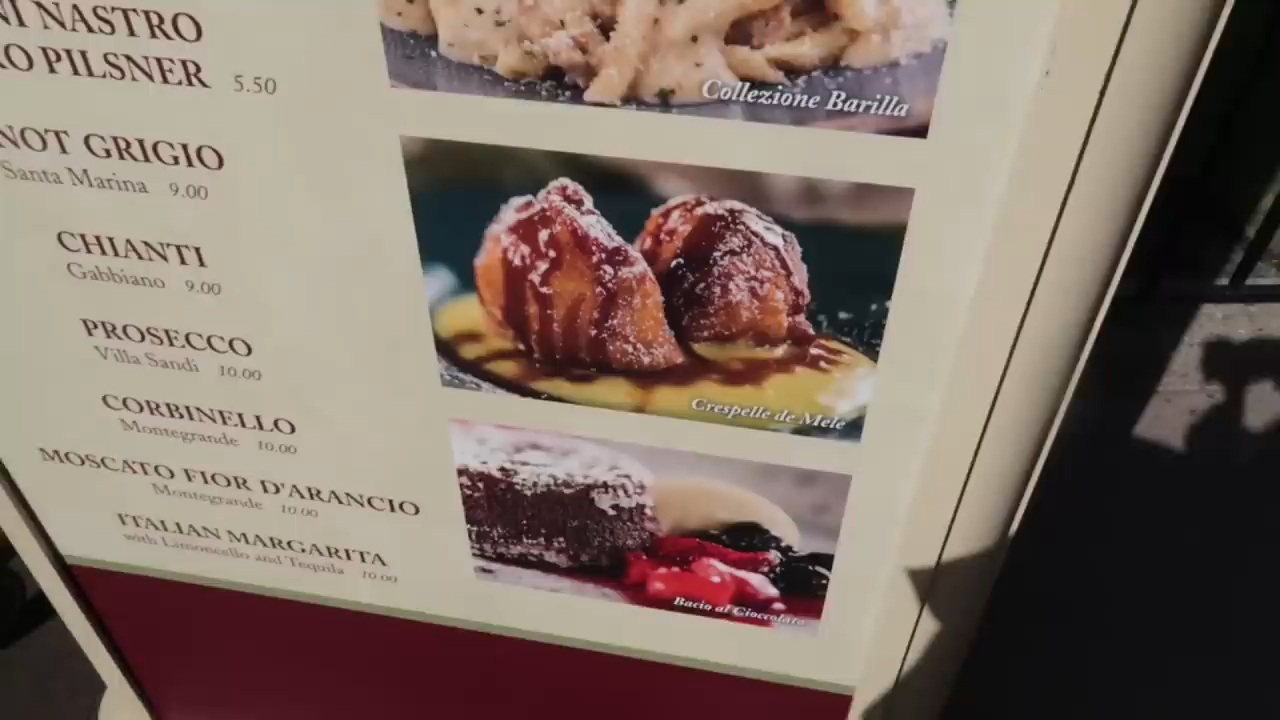 NI NASTRO
RO PILSNER 5.50
NOT GRIGIO
Santa Marina 9.00
CHIANTI
Gabbiano 9.00
PROSECCO
Villa Sandi 10.00
CORBINELLO
Montegrande 10.00
MOSCATO FIOR D'ARANCIO
Montegrande 10.00
ITALIAN MARGARITA
with Limoncello and Tequila 10.00
Collezione Barilla
Crespelle de Mele
Bacio al Cioccolato